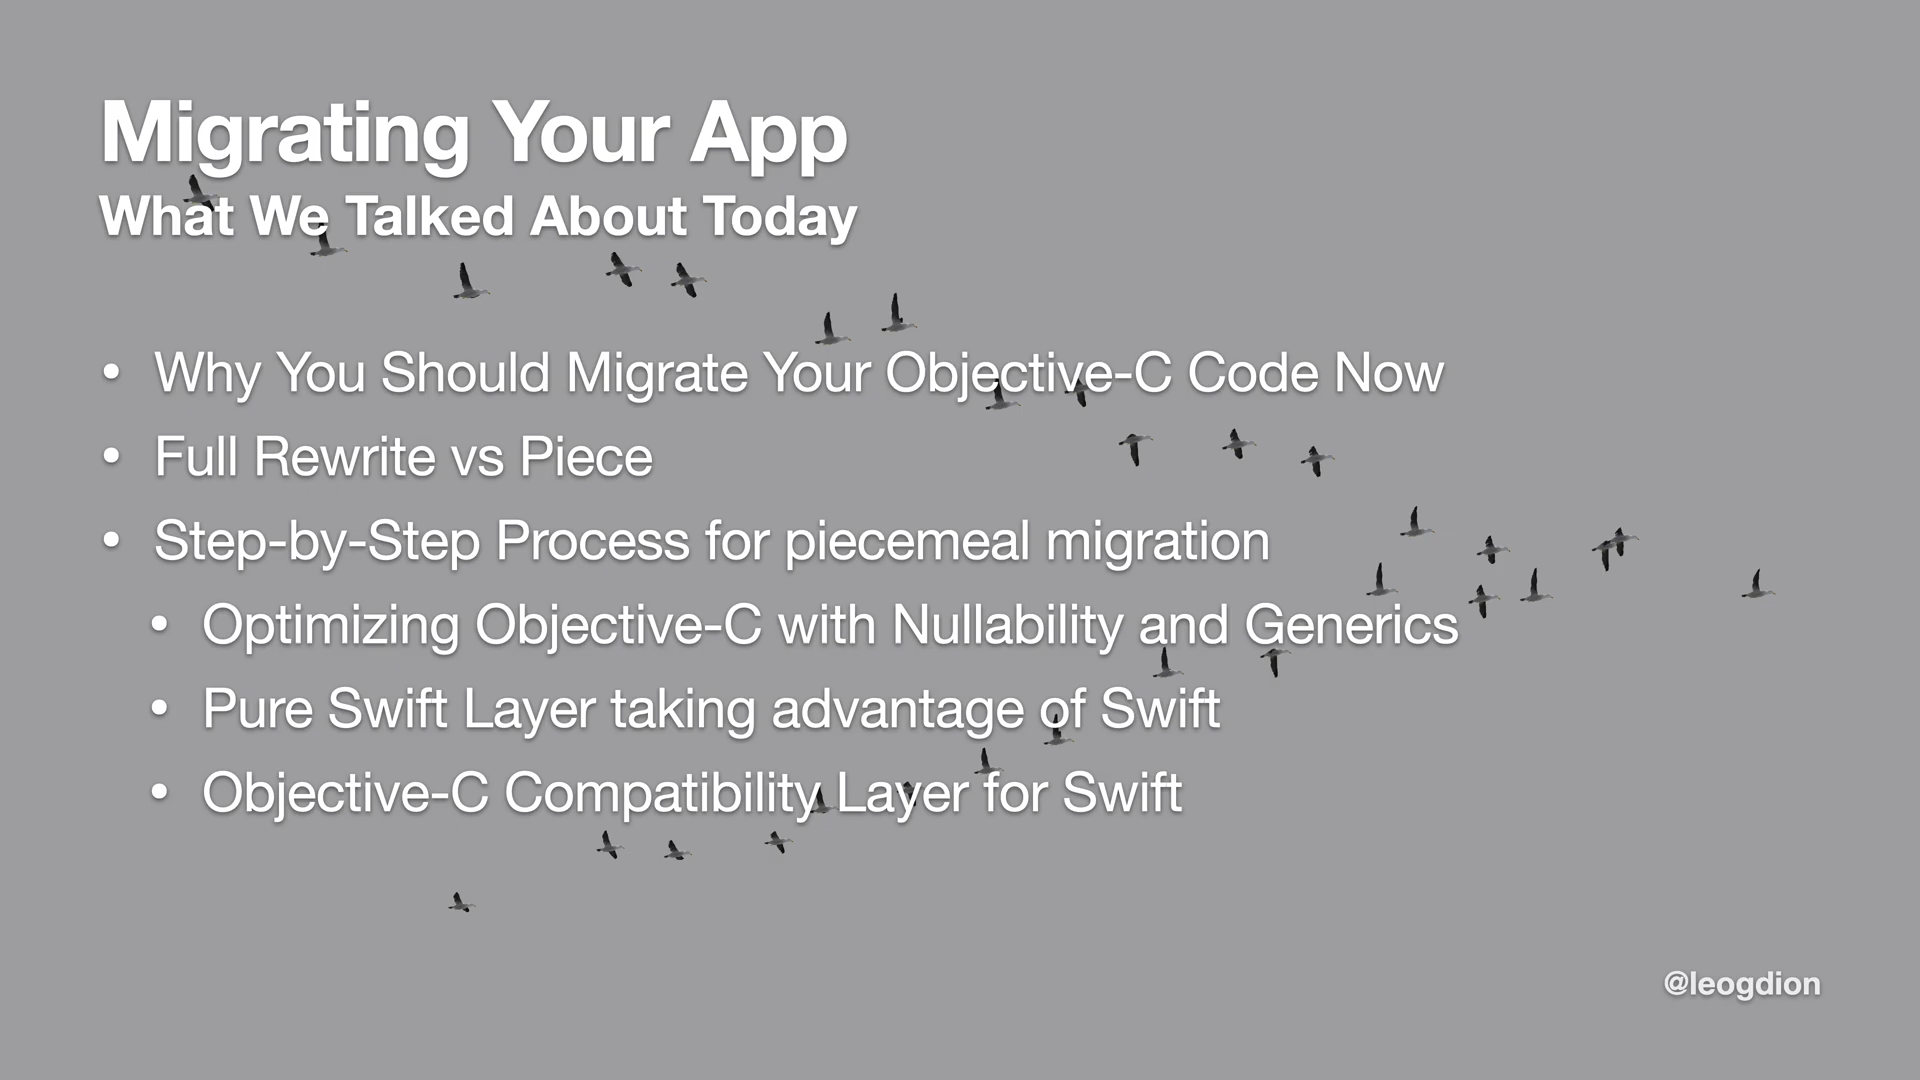 Migrating Your App
What We Talked About Today
• Why You Should Migrate Your Objective-C Code Now
• Full Rewrite vs Piece
• Step-by-Step Process for piecemeal migration
• Optimizing Objective-C with Nullability and Generics
• Pure Swift Layer taking advantage of Swift
• Objective-C Compatibility Layer for Swift
@leogdion